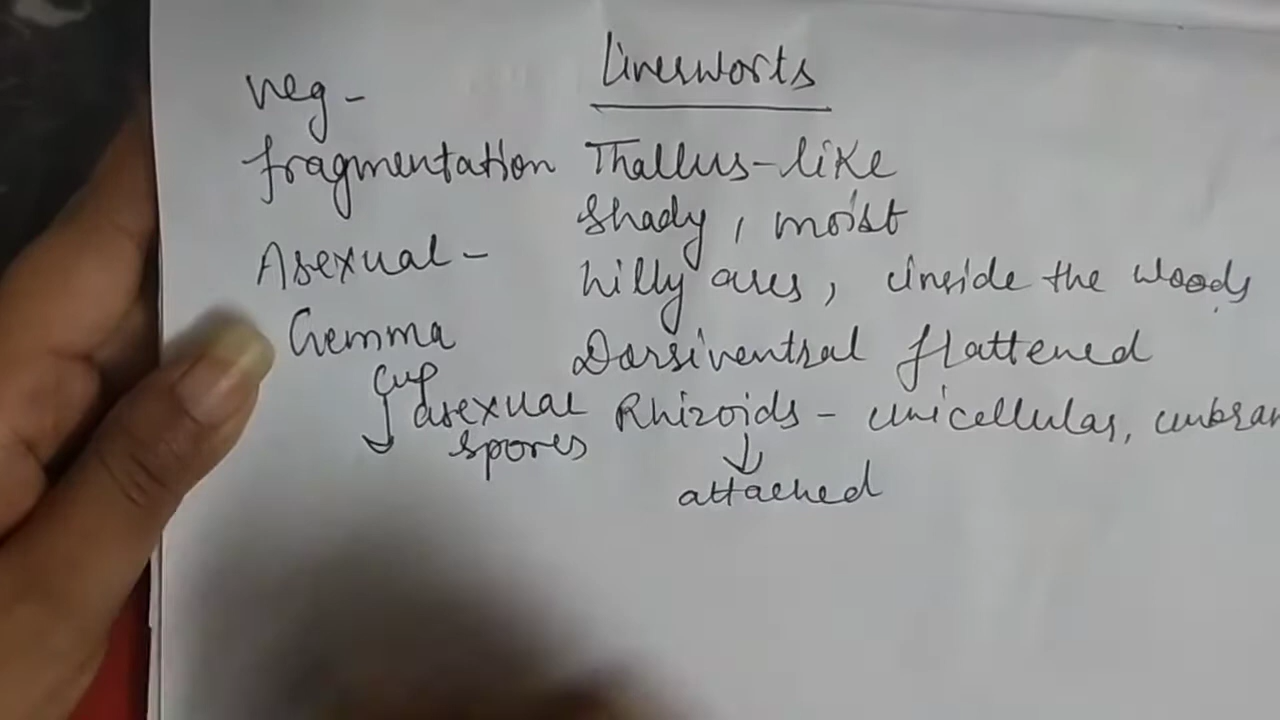 Liverworts
Veg -
fragmentation
Asexual -
Gemma
cup
↓ asexual
spores
Thallus-like
Shady, moist
hilly ares, inside the woods
Dorsiventral flattened
Rhizoids - unicellular, unbran
↓
attached